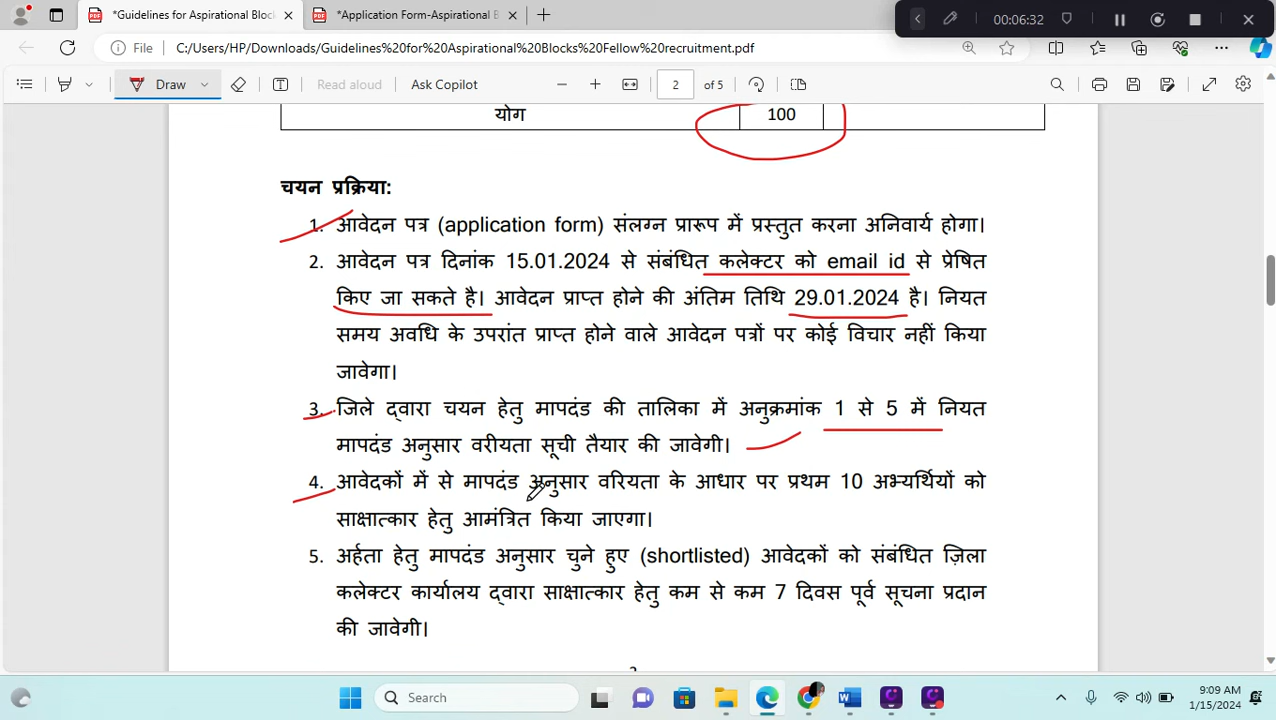 *Guidelines for Aspirational Block
*Application Form-Aspirational B
00:06:32
File
C:/Users/HP/Downloads/Guidelines%20for%20Aspirational%20Blocks%20Fellow%20recruitment.pdf
Draw
Read aloud
Ask Copilot
2
of 5
योग
100
चयन प्रक्रिया:
1. आवेदन पत्र (application form) संलग्न प्रारूप में प्रस्तुत करना अनिवार्य होगा।
2. आवेदन पत्र दिनांक 15.01.2024 से संबंधित कलेक्टर को email id से प्रेषित
किए जा सकते है। आवेदन प्राप्त होने की अंतिम तिथि 29.01.2024 है। नियत
समय अवधि के उपरांत प्राप्त होने वाले आवेदन पत्रों पर कोई विचार नहीं किया
जावेगा।
3. जिले द्वारा चयन हेतु मापदंड की तालिका में अनुक्रमांक 1 से 5 में नियत
मापदंड अनुसार वरीयता सूची तैयार की जावेगी।
4. आवेदकों में से मापदंड अनुसार वरियता के आधार पर प्रथम 10 अभ्यर्थियों को
साक्षात्कार हेतु आमंत्रित किया जाएगा।
5. अर्हता हेतु मापदंड अनुसार चुने हुए (shortlisted) आवेदकों को संबंधित ज़िला
कलेक्टर कार्यालय द्वारा साक्षात्कार हेतु कम से कम 7 दिवस पूर्व सूचना प्रदान
की जावेगी।
Search
9:09 AM
1/15/2024